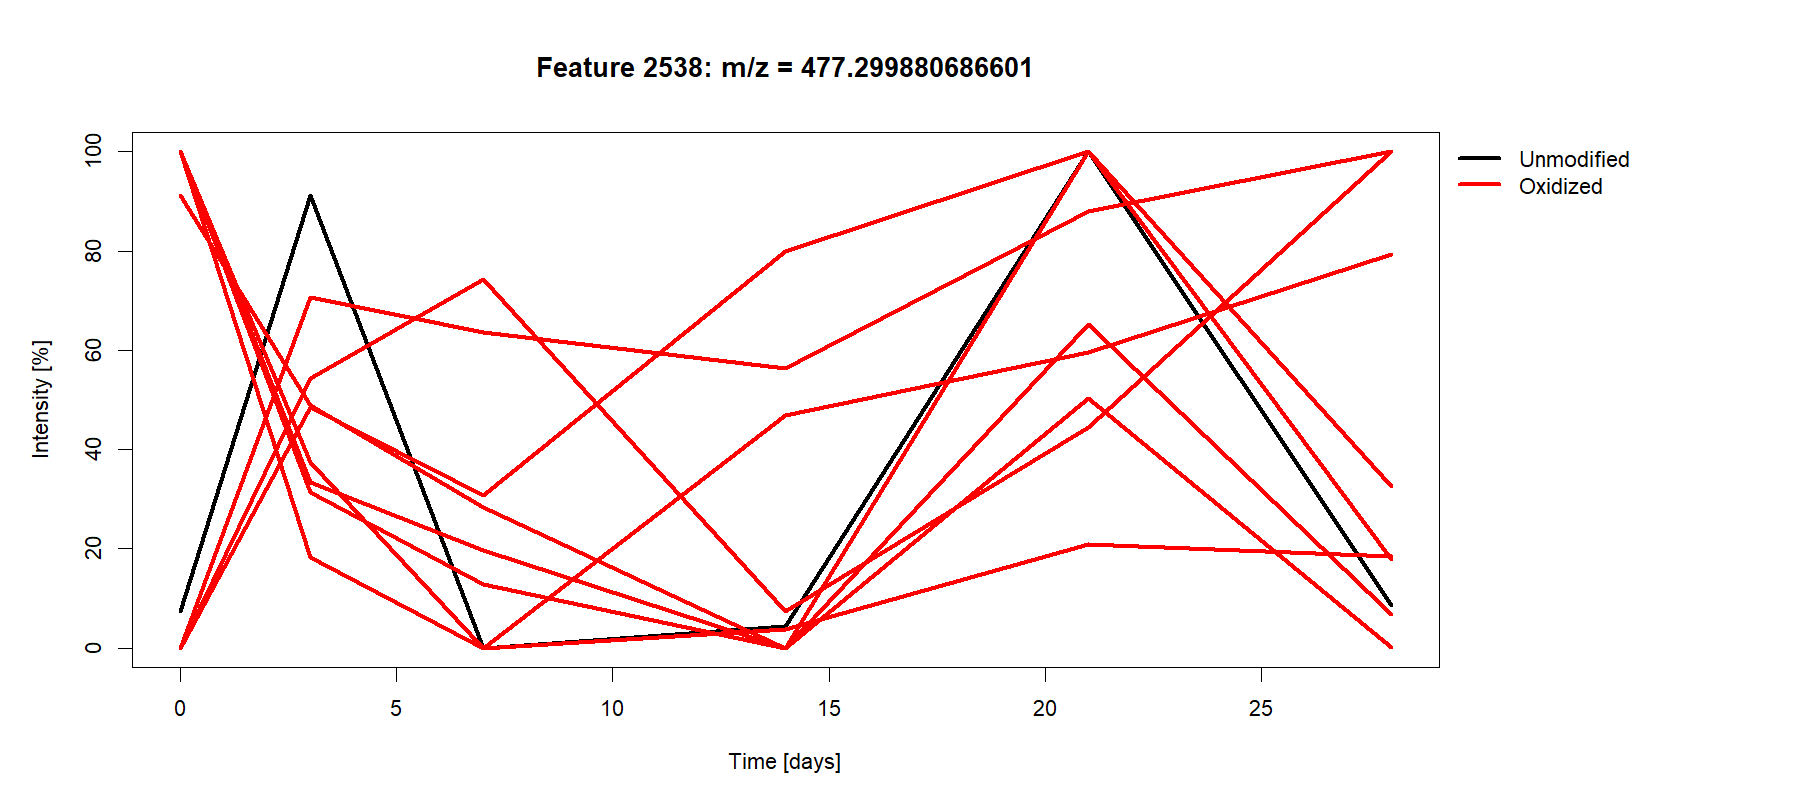 Feature 2538: m/z = 477.299880686601
Unmodified
Oxidized
Intensity [%]
100
80
60
40
20
0
0 5 10 15 20 25
Time [days]